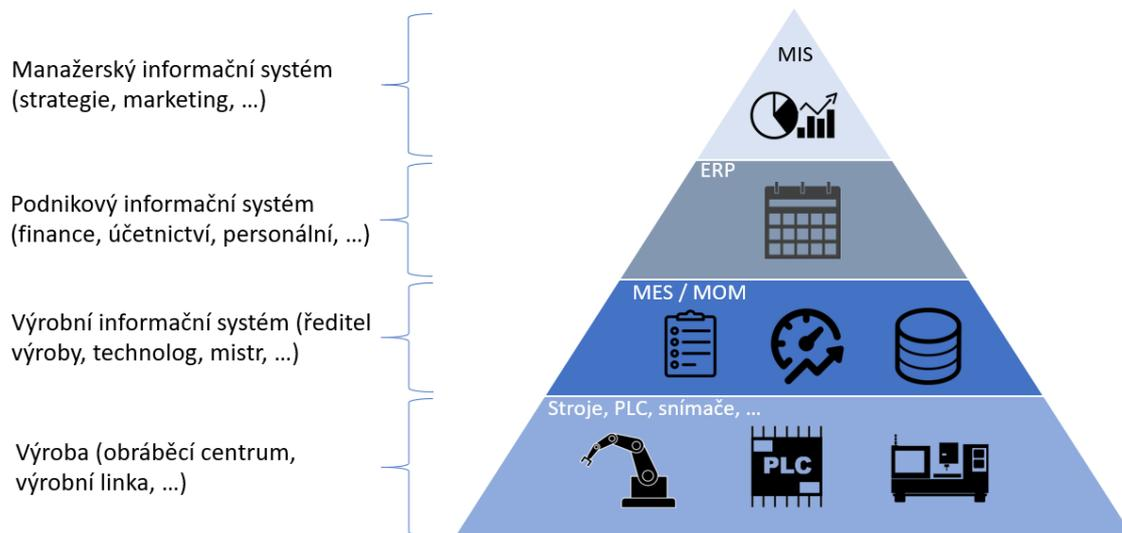 MIS
Manažerský informační systém
(strategie, marketing, …)
ERP
Podnikový informační systém
(finance, účetnictví, personální, …)
MES / MOM
Výrobní informační systém (ředitel
výroby, technolog, mistr, …)
Stroje, PLC, snímače, …
Výroba (obráběcí centrum,
výrobní linka, …)
PLC